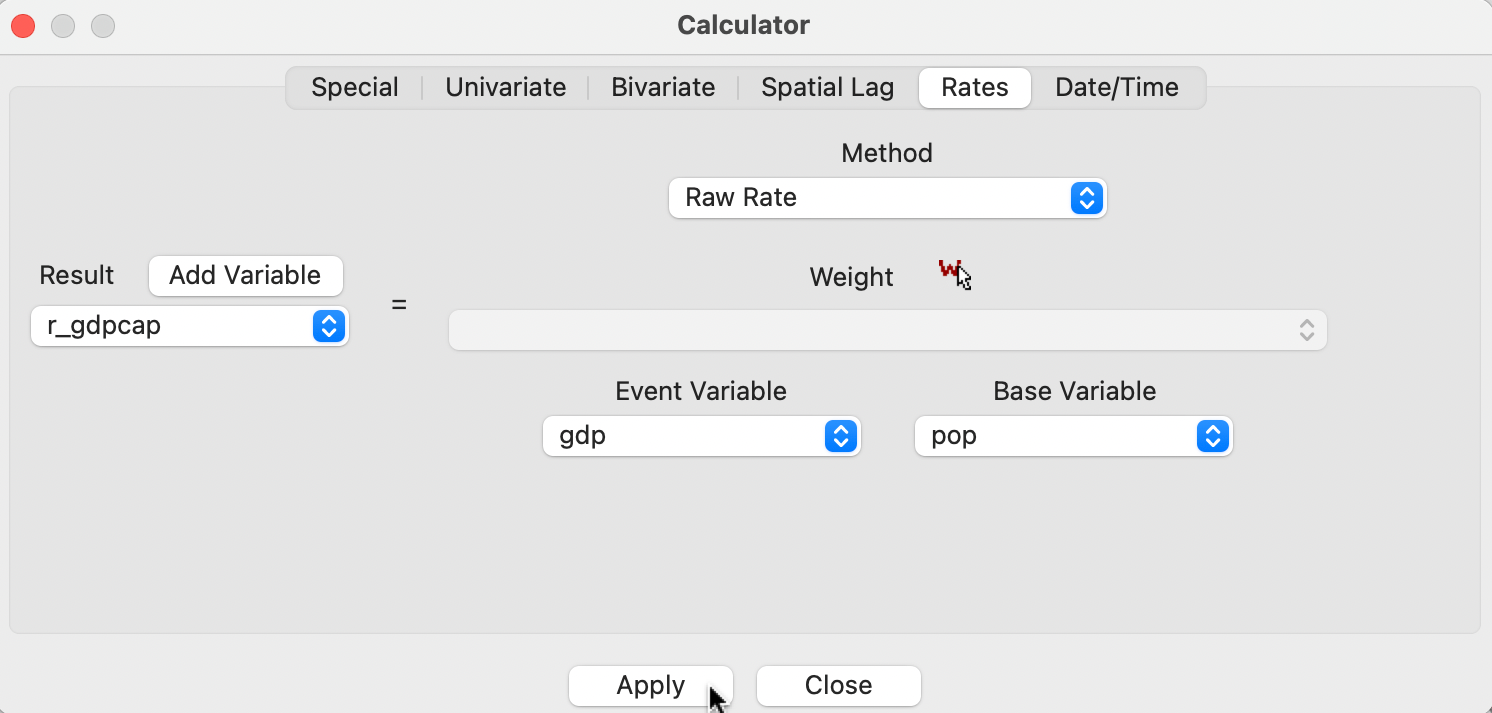 Calculator
Special Univariate Bivariate Spatial Lag Rates Date/Time
Method
Raw Rate
Result Add Variable
r_gdpcap
=
Weight W
Event Variable Base Variable
gdp pop
Apply Close